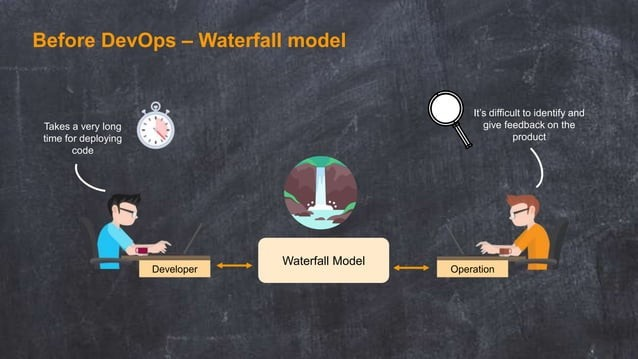 Before DevOps – Waterfall model
Takes a very long
time for deploying
code
It’s difficult to identify and
give feedback on the
product
Waterfall Model
Developer
Operation